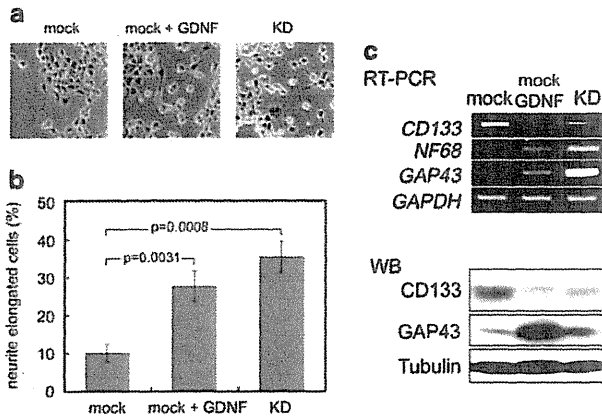 a
mock
mock + GDNF
KD
b
neurite elongated cells (%)
50
40
30
20
10
0
p=0.0008
p=0.0031
mock
mock + GDNF
KD
c
RT-PCR
mock
mock GDNF
KD
CD133
NF68
GAP43
GAPDH
WB
CD133
GAP43
Tubulin